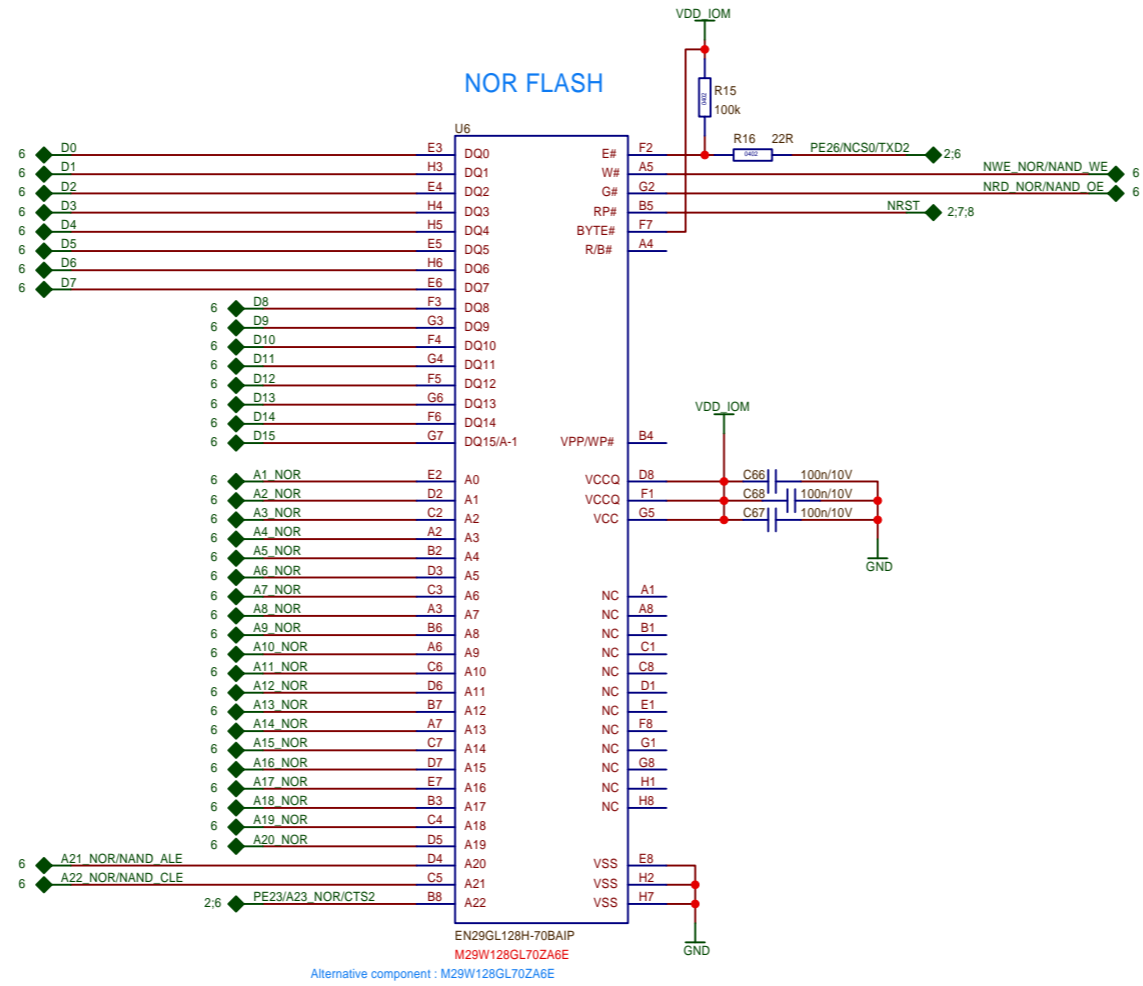 VDD_IOM
NOR FLASH
R15
0402
100k
U6
R16 22R
0402
6 D0 E3 DQ0 E# F2 PE26/NCS0/TXD2 2;6
6 D1 H3 DQ1 W# A5 NWE_NOR/NAND_WE 6
6 D2 E4 DQ2 G# G2 NRD_NOR/NAND_OE 6
6 D3 H4 DQ3 RP# B5 NRST 2;7;8
6 D4 H5 DQ4 BYTE# F7
6 D5 E5 DQ5 R/B# A4
6 D6 H6 DQ6
6 D7 E6 DQ7
6 D8 F3 DQ8
6 D9 G3 DQ9
6 D10 F4 DQ10
6 D11 G4 DQ11
6 D12 F5 DQ12
6 D13 G6 DQ13
VDD_IOM
6 D14 F6 DQ14
6 D15 G7 DQ15/A-1 VPP/WP# B4
6 A1_NOR E2 A0 VCCQ D8 C66 100n/10V
6 A2_NOR D2 A1 VCCQ F1 C68 100n/10V
6 A3_NOR C2 A2 VCC G5 C67 100n/10V
6 A4_NOR A2 A3
6 A5_NOR B2 A4
GND
6 A6_NOR D3 A5
6 A7_NOR C3 A6 NC A1
6 A8_NOR A3 A7 NC A8
6 A9_NOR B6 A8 NC B1
6 A10_NOR A6 A9 NC C1
6 A11_NOR C6 A10 NC C8
6 A12_NOR D6 A11 NC D1
6 A13_NOR B7 A12 NC E1
6 A14_NOR A7 A13 NC F8
6 A15_NOR C7 A14 NC G1
6 A16_NOR D7 A15 NC G8
6 A17_NOR E7 A16 NC H1
6 A18_NOR B3 A17 NC H8
6 A19_NOR C4 A18
6 A20_NOR D5 A19
6 A21_NOR/NAND_ALE D4 A20 VSS E8
6 A22_NOR/NAND_CLE C5 A21 VSS H2
2;6 PE23/A23_NOR/CTS2 B8 A22 VSS H7
EN29GL128H-70BAIP
GND
M29W128GL70ZA6E
Alternative component : M29W128GL70ZA6E